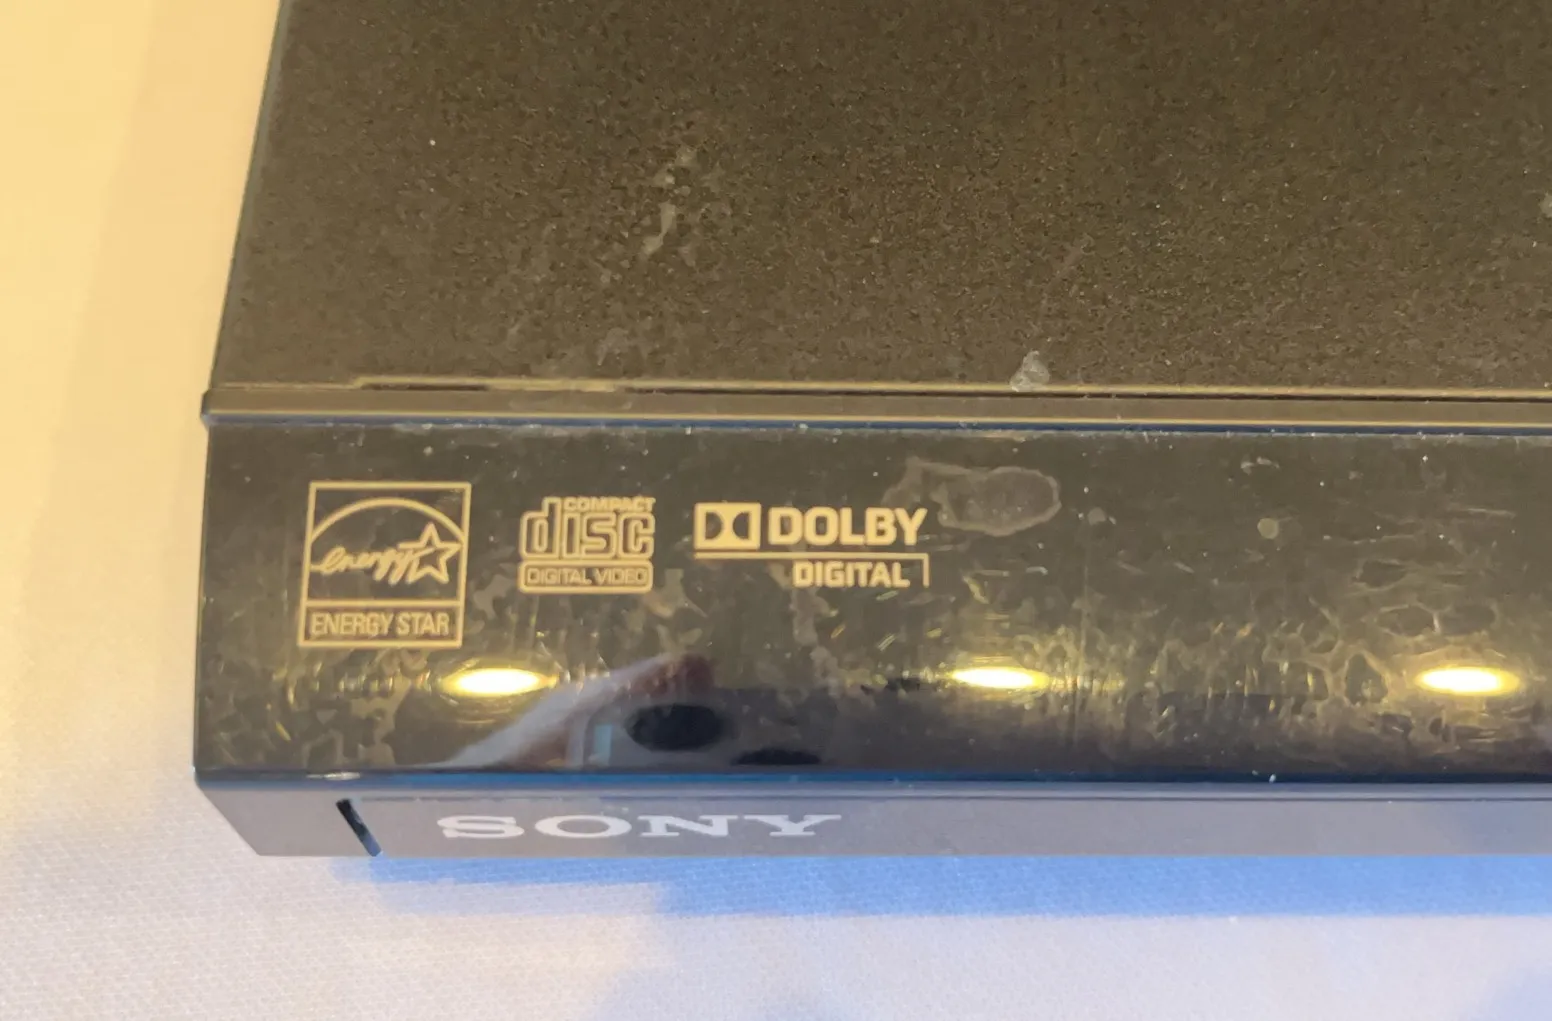 energy
ENERGY STAR
COMPACT
disc
DIGITAL VIDEO
DOLBY
DIGITAL
SONY